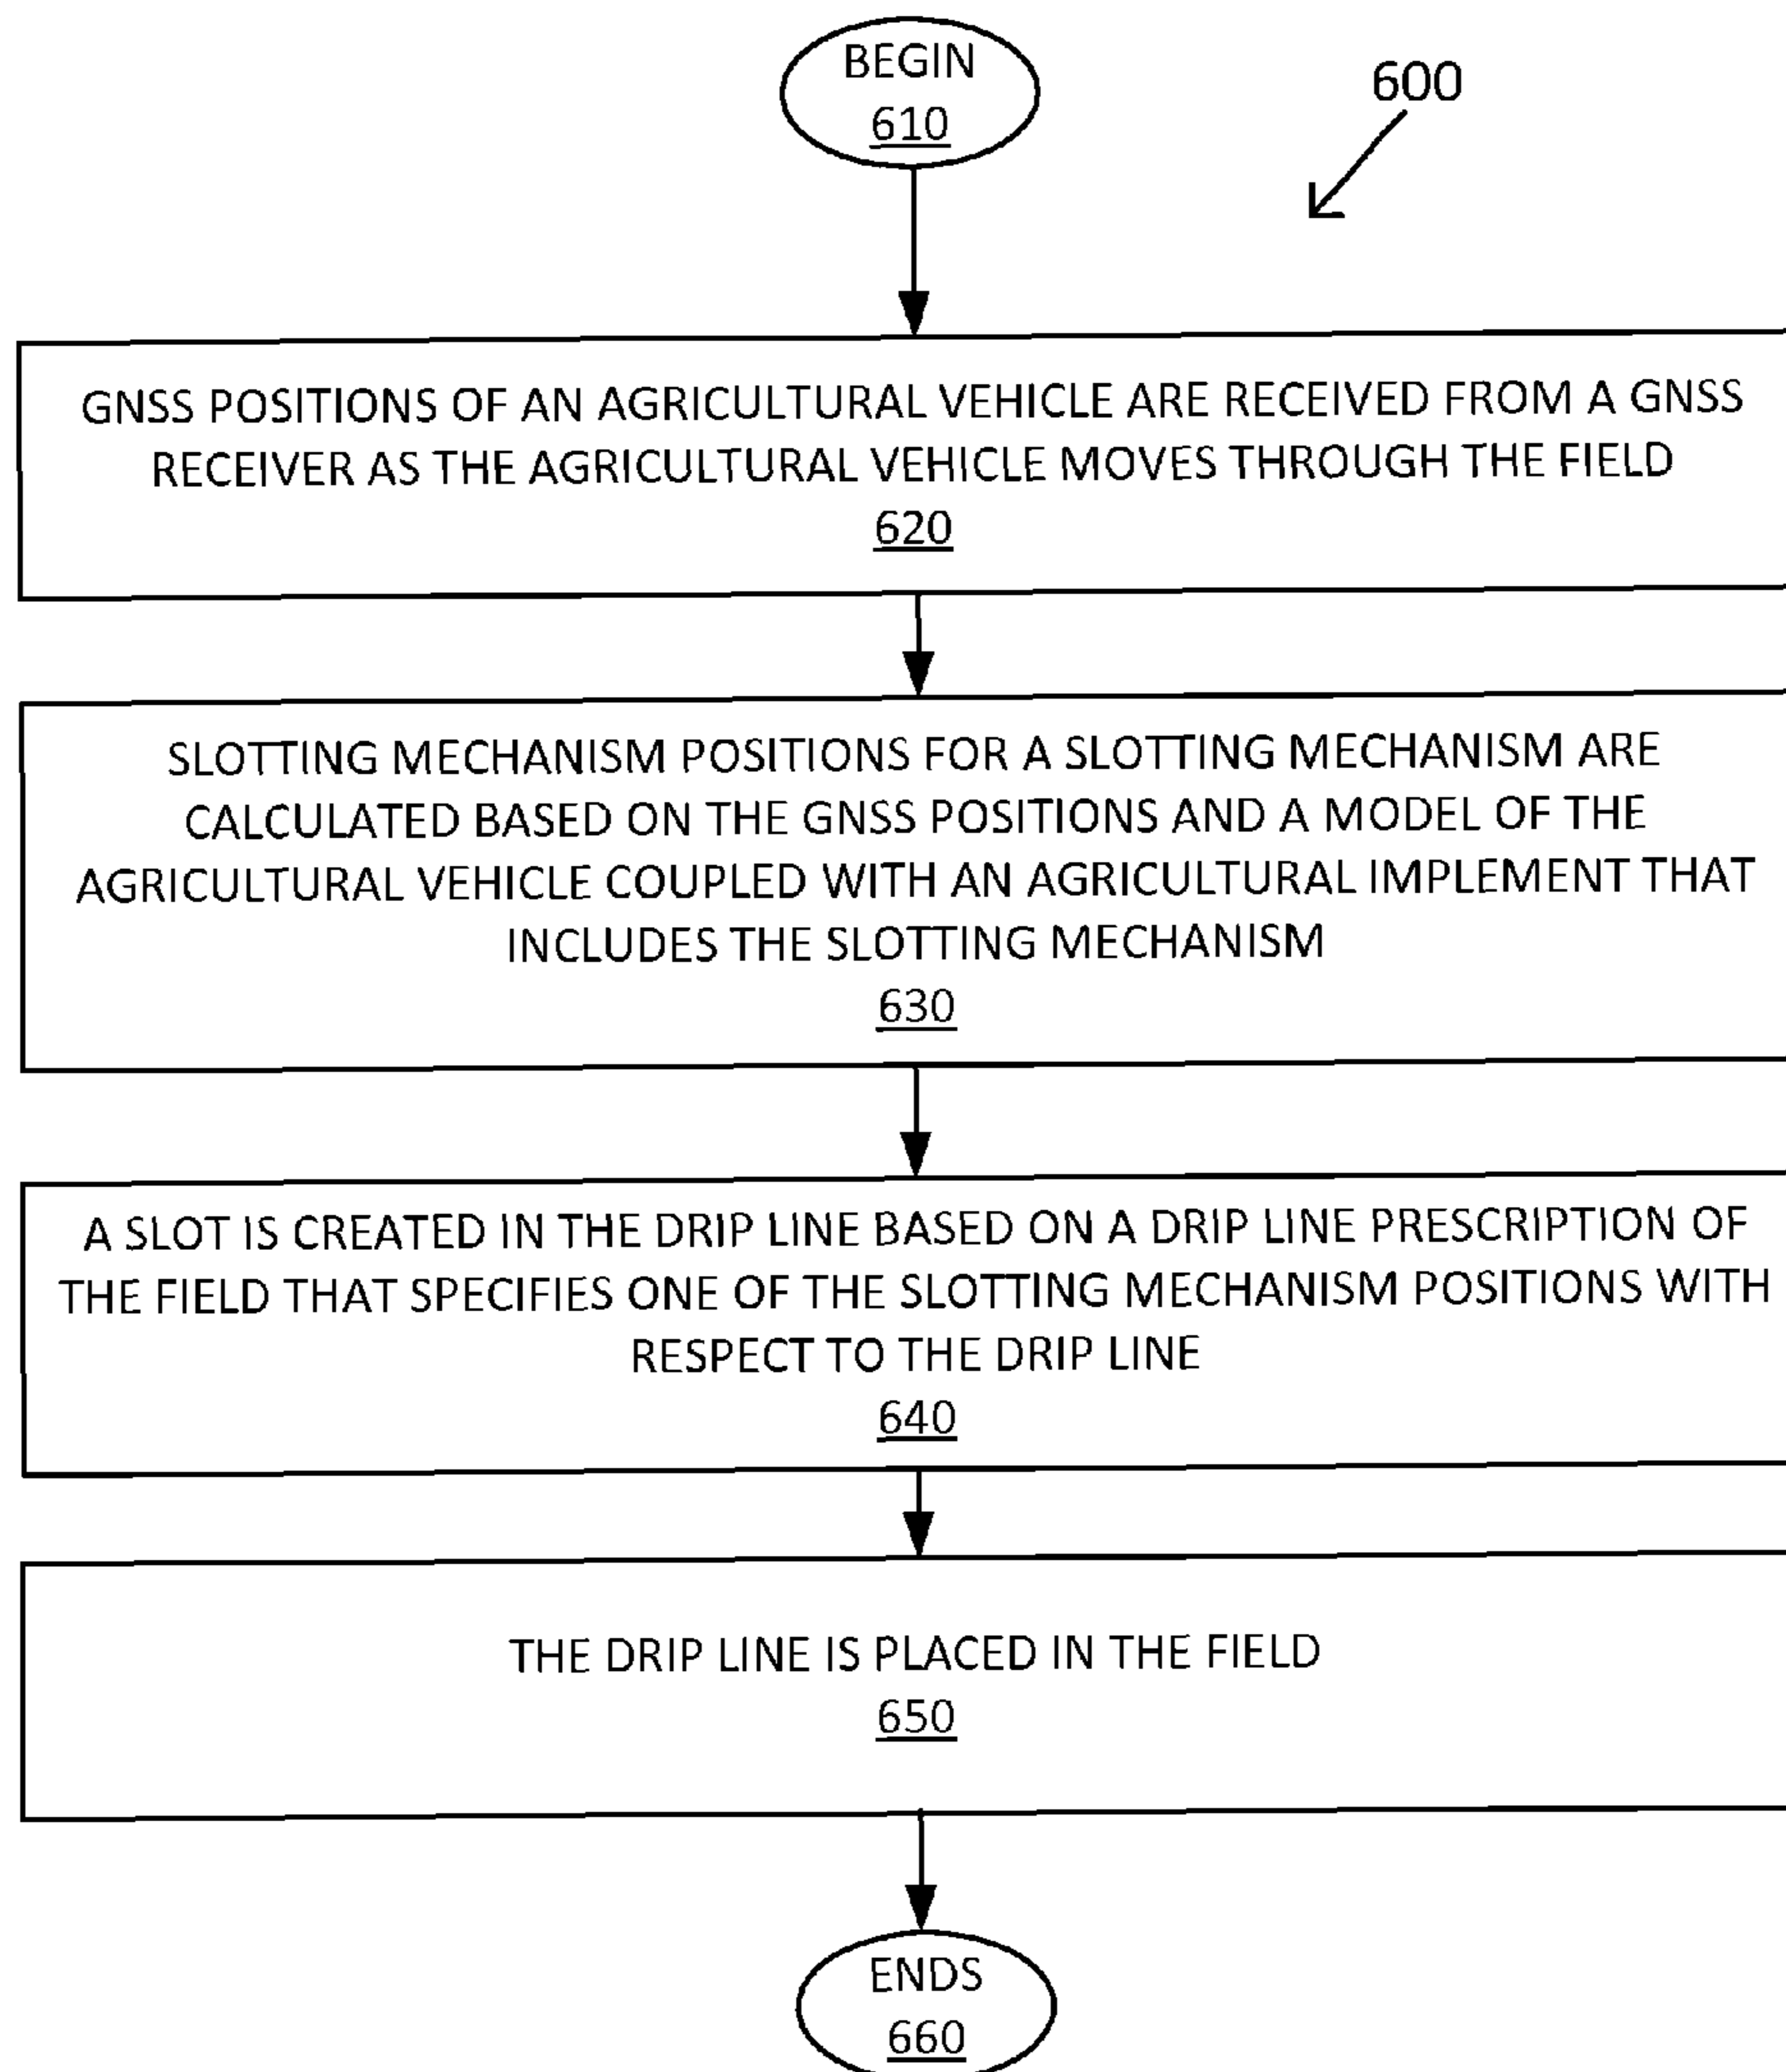 BEGIN
610
600
GNSS POSITIONS OF AN AGRICULTURAL VEHICLE ARE RECEIVED FROM A GNSS
RECEIVER AS THE AGRICULTURAL VEHICLE MOVES THROUGH THE FIELD
620
SLOTTING MECHANISM POSITIONS FOR A SLOTTING MECHANISM ARE
CALCULATED BASED ON THE GNSS POSITIONS AND A MODEL OF THE
AGRICULTURAL VEHICLE COUPLED WITH AN AGRICULTURAL IMPLEMENT THAT
INCLUDES THE SLOTTING MECHANISM
630
A SLOT IS CREATED IN THE DRIP LINE BASED ON A DRIP LINE PRESCRIPTION OF
THE FIELD THAT SPECIFIES ONE OF THE SLOTTING MECHANISM POSITIONS WITH
RESPECT TO THE DRIP LINE
640
THE DRIP LINE IS PLACED IN THE FIELD
650
ENDS
660